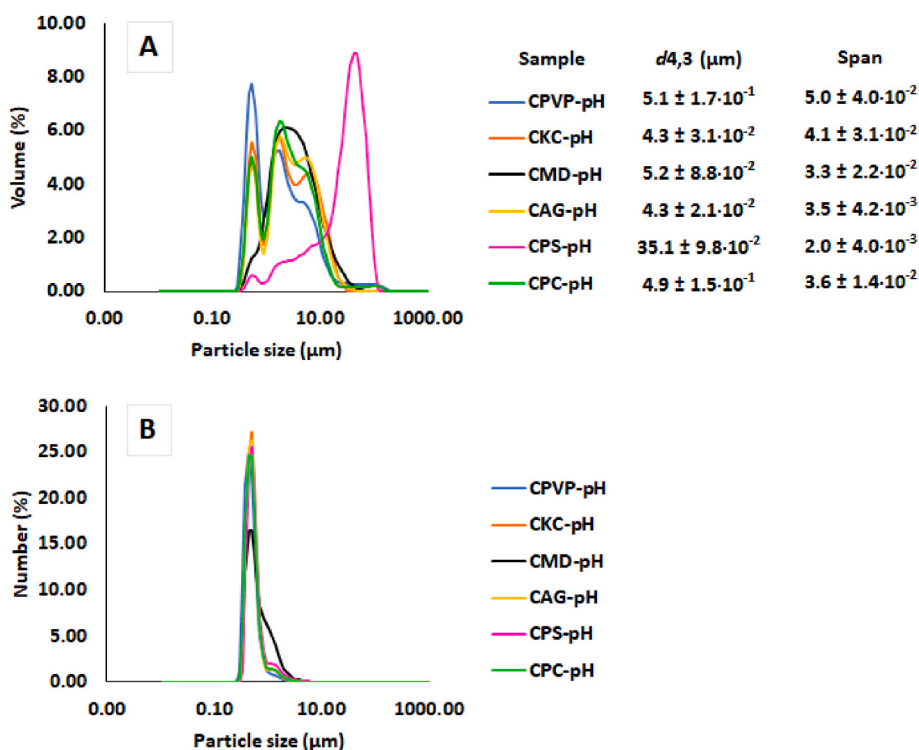 A
10.00
8.00
6.00
4.00
2.00
0.00
Volume (%)
0.00 0.10 10.00 1000.00
Particle size (µm)
Sample d4,3 (µm) Span
CPVP-pH 5.1 ± 1.7·10⁻¹ 5.0 ± 4.0·10⁻²
CKC-pH 4.3 ± 3.1·10⁻² 4.1 ± 3.1·10⁻²
CMD-pH 5.2 ± 8.8·10⁻² 3.3 ± 2.2·10⁻²
CAG-pH 4.3 ± 2.1·10⁻² 3.5 ± 4.2·10⁻³
CPS-pH 35.1 ± 9.8·10⁻² 2.0 ± 4.0·10⁻³
CPC-pH 4.9 ± 1.5·10⁻¹ 3.6 ± 1.4·10⁻²
B
30.00
25.00
20.00
15.00
10.00
5.00
0.00
Number (%)
0.00 0.10 10.00 1000.00
Particle size (µm)
CPVP-pH
CKC-pH
CMD-pH
CAG-pH
CPS-pH
CPC-pH